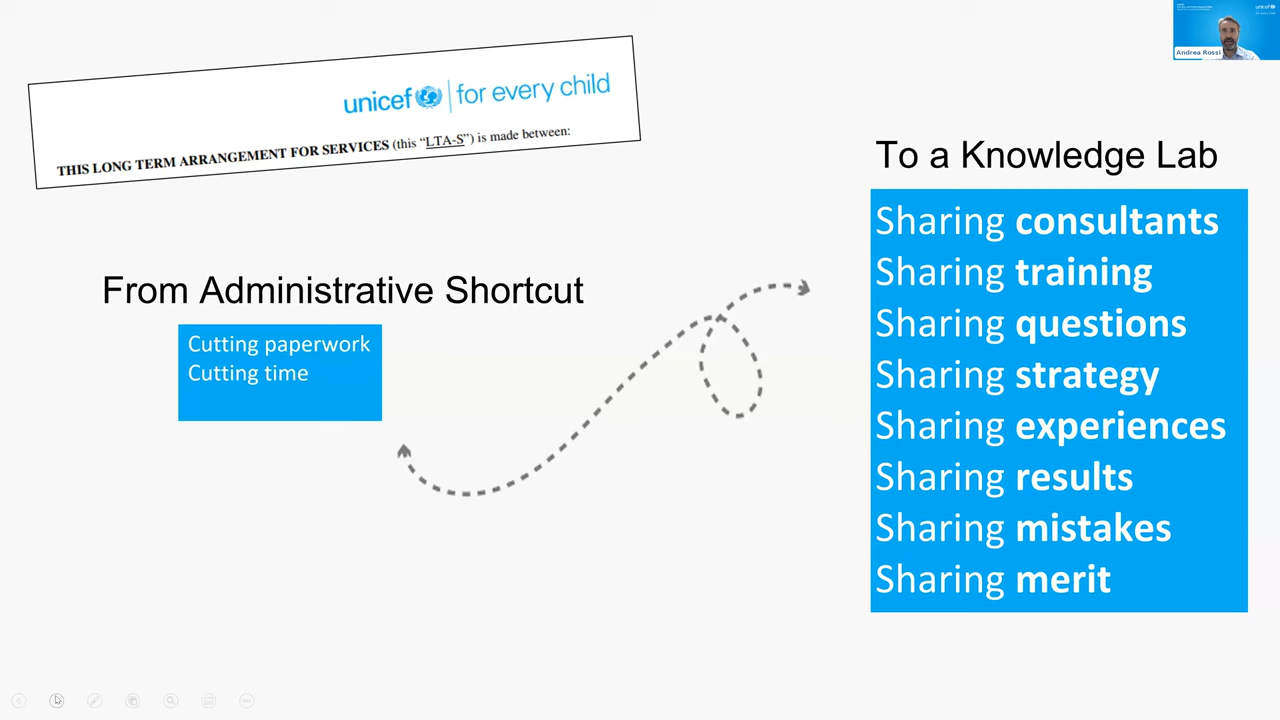 unicef for every child
THIS LONG TERM ARRANGEMENT FOR SERVICES (this “LTA-S”) is made between:
From Administrative Shortcut
Cutting paperwork
Cutting time
To a Knowledge Lab
Sharing consultants
Sharing training
Sharing questions
Sharing strategy
Sharing experiences
Sharing results
Sharing mistakes
Sharing merit
Andrea Rossi
unicef